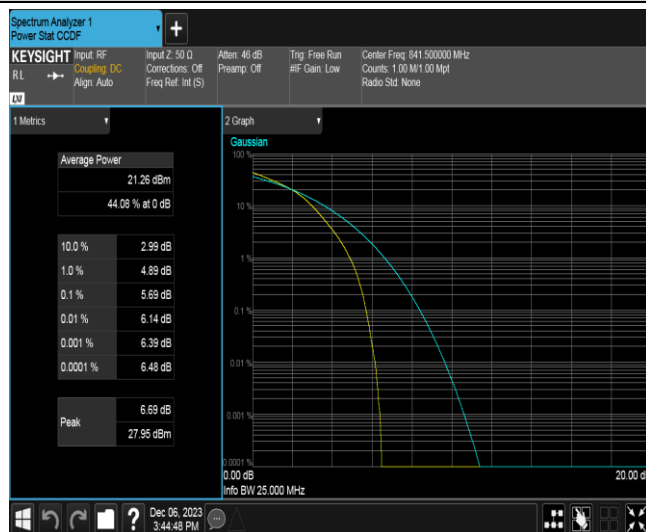 Spectrum Analyzer 1
Power Stat CCDF
+
KEYSIGHT
RL
LXI
Input: RF
Coupling: DC
Align: Auto
Input Z: 50 Ω
Corrections: Off
Freq Ref: Int (S)
Atten: 46 dB
Preamp: Off
Trig: Free Run
#IF Gain: Low
Center Freq: 841.500000 MHz
Counts: 1.00 M/1.00 Mpt
Radio Std: None
1 Metrics
Average Power
21.26 dBm
44.08 % at 0 dB
10.0 % 2.99 dB
1.0 % 4.89 dB
0.1 % 5.69 dB
0.01 % 6.14 dB
0.001 % 6.39 dB
0.0001 % 6.48 dB
Peak
6.69 dB
27.95 dBm
2 Graph
Gaussian
100 %
10 %
1 %
0.1 %
0.01 %
0.001 %
0.0001 %
0.00 dB
20.00 d
Info BW 25.000 MHz
?
Dec 06, 2023
3:44:48 PM